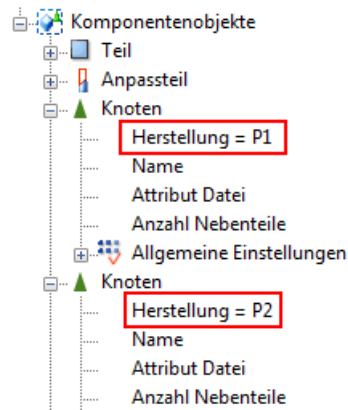 Komponentenobjekte
Teil
Anpassteil
Knoten
Herstellung = P1
Name
Attribut Datei
Anzahl Nebenteile
Allgemeine Einstellungen
Knoten
Herstellung = P2
Name
Attribut Datei
Anzahl Nebenteile